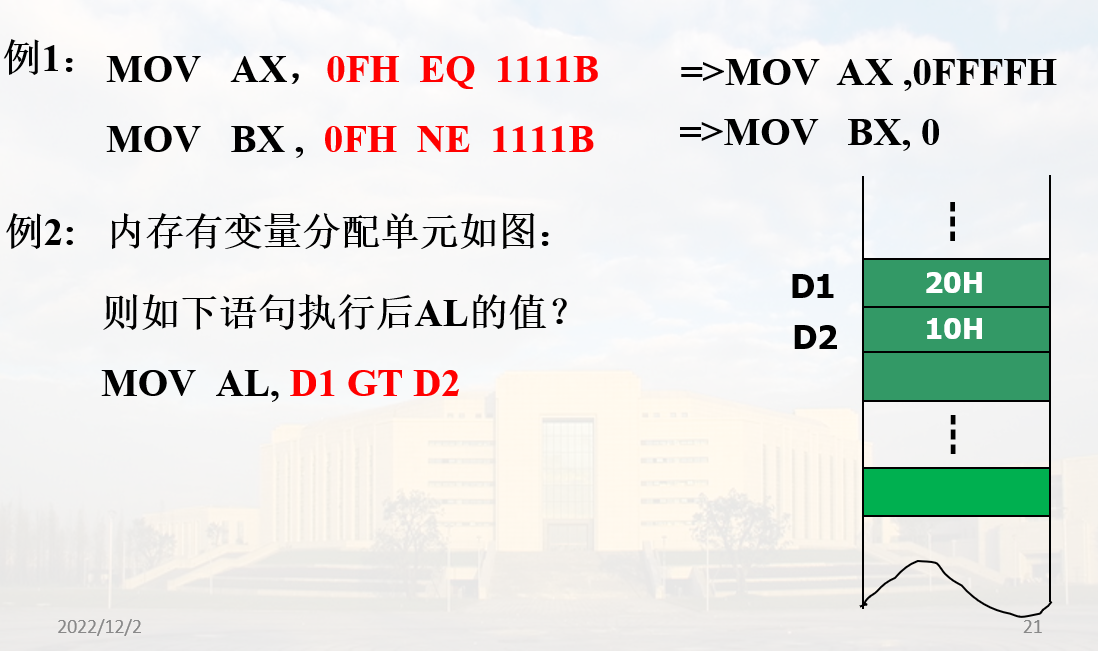 例1： MOV AX，0FH EQ 1111B =>MOV AX ,0FFFFH
MOV BX , 0FH NE 1111B =>MOV BX, 0
例2： 内存有变量分配单元如图：
则如下语句执行后AL的值？
MOV AL, D1 GT D2
D1 20H
D2 10H
2022/12/2
21